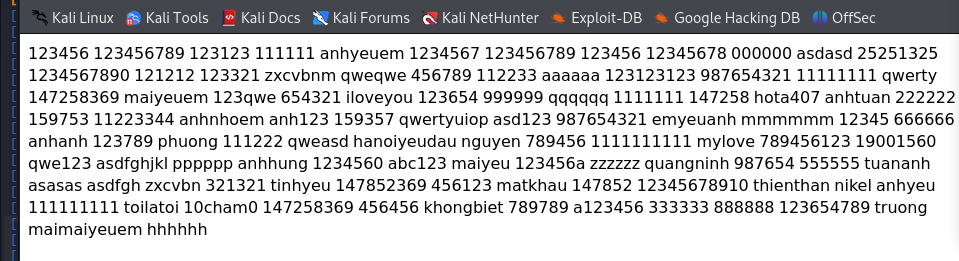 Kali Linux Kali Tools Kali Docs Kali Forums Kali NetHunter Exploit-DB Google Hacking DB OffSec
123456 123456789 123123 111111 anhyeuem 1234567 123456789 123456 12345678 000000 asdasd 25251325
1234567890 121212 123321 zxcvbnm qweqwe 456789 112233 aaaaaa 123123123 987654321 11111111 qwerty
147258369 maiyeuem 123qwe 654321 iloveyou 123654 999999 qqqqqq 1111111 147258 hota407 anhtuan 222222
159753 11223344 anhnhoem anh123 159357 qwertyuiop asd123 987654321 emyeuanh mmmmmm 12345 666666
anhanh 123789 phuong 111222 qweasd hanoiyeudau nguyen 789456 1111111111 mylove 789456123 19001560
qwe123 asdfghjkl pppppp anhhung 1234560 abc123 maiyeu 123456a zzzzzz quangninh 987654 555555 tuananh
asasas asdfgh zxcvbn 321321 tinhyeu 147852369 456123 matkhau 147852 12345678910 thienthan nikel anhyeu
111111111 toilatoi 10cham0 147258369 456456 khongbiet 789789 a123456 333333 888888 123654789 truong
maimaiyeuem hhhhhh